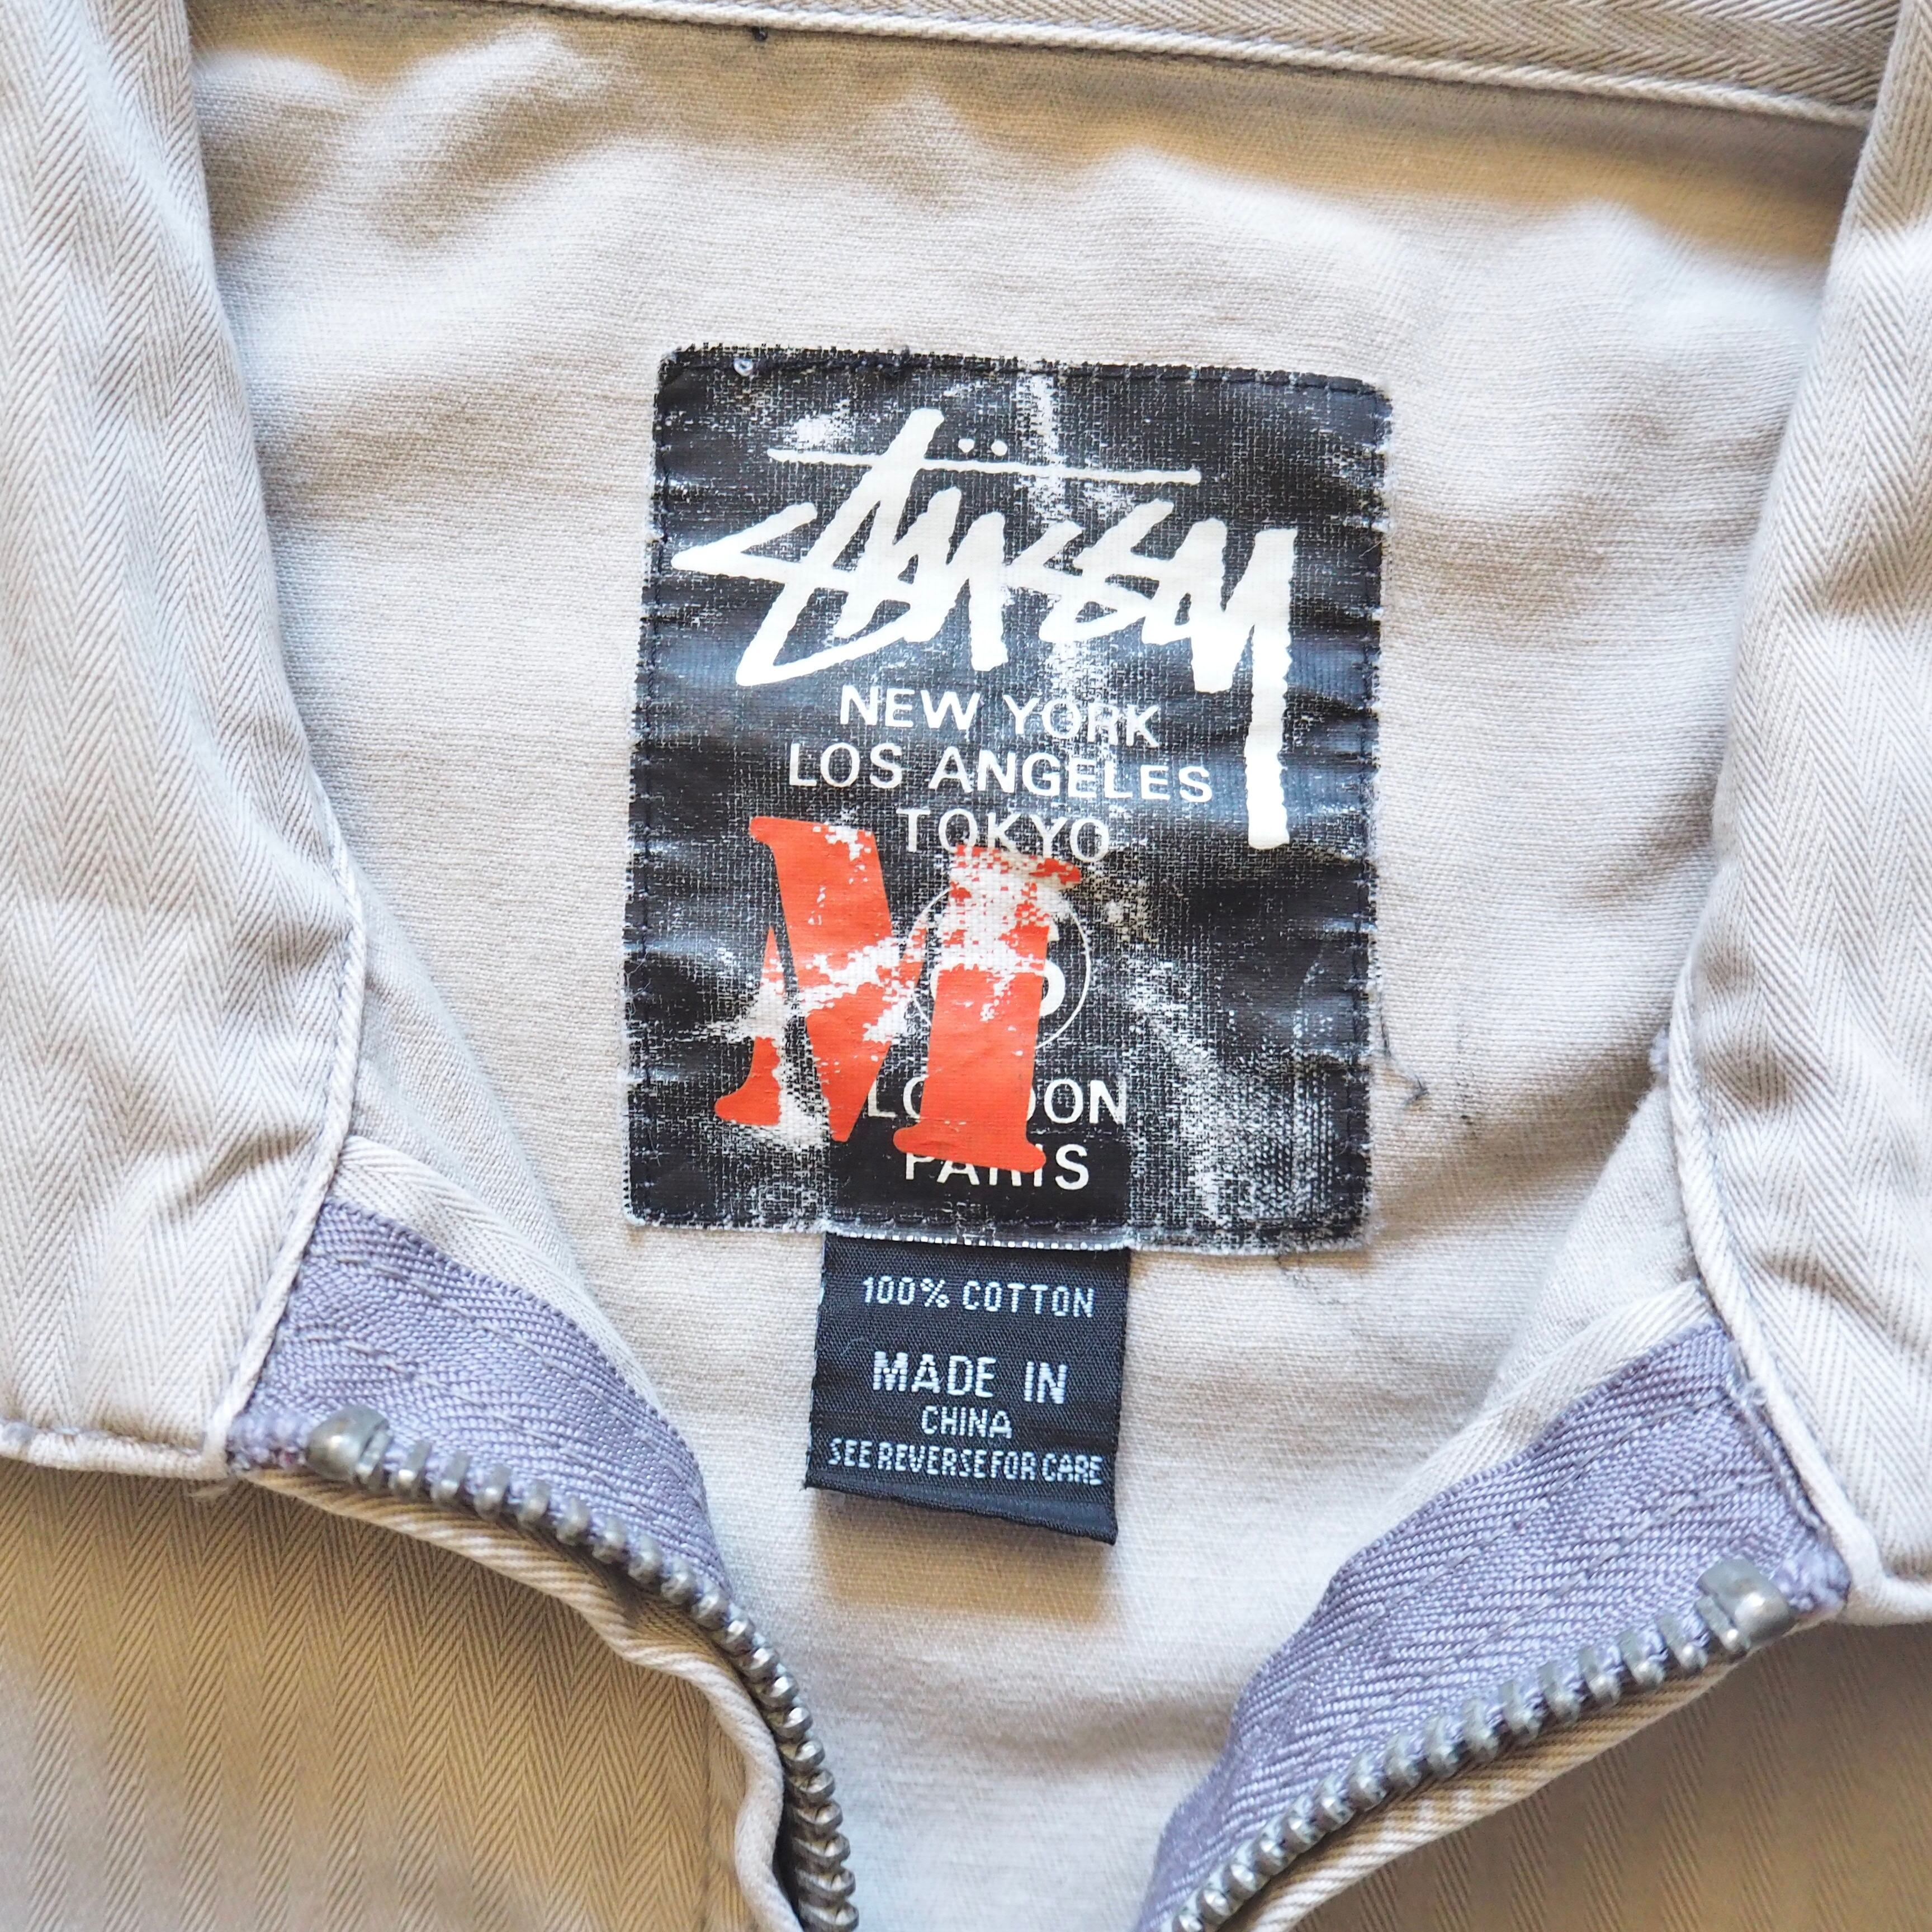 Stüssy
NEW YORK
LOS ANGELES
TOKYO
M
S
LONDON
PARIS
100% COTTON
MADE IN
CHINA
SEE REVERSE FOR CARE